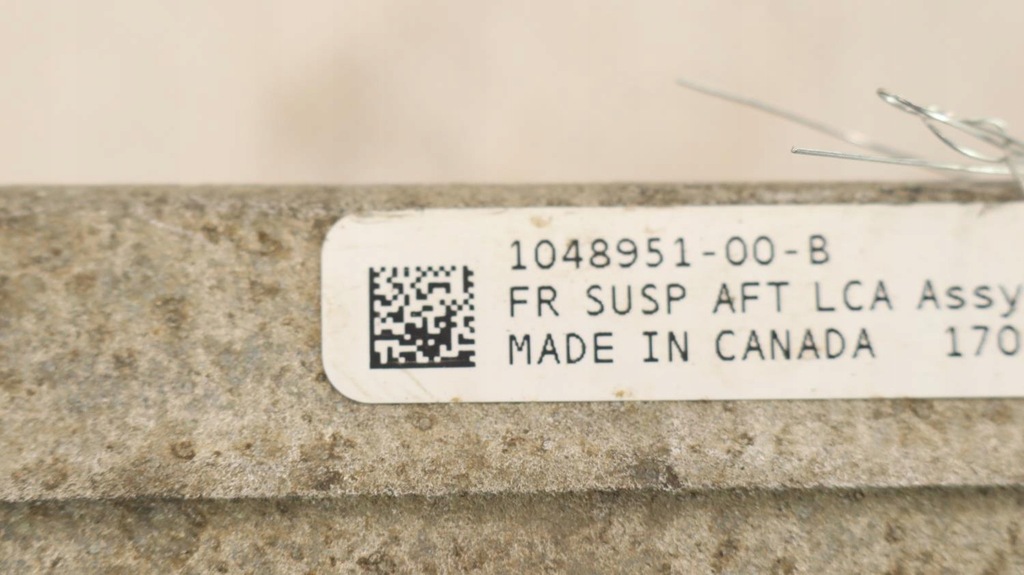 1048951-00-B
FR SUSP AFT LCA Assy
MADE IN CANADA 170